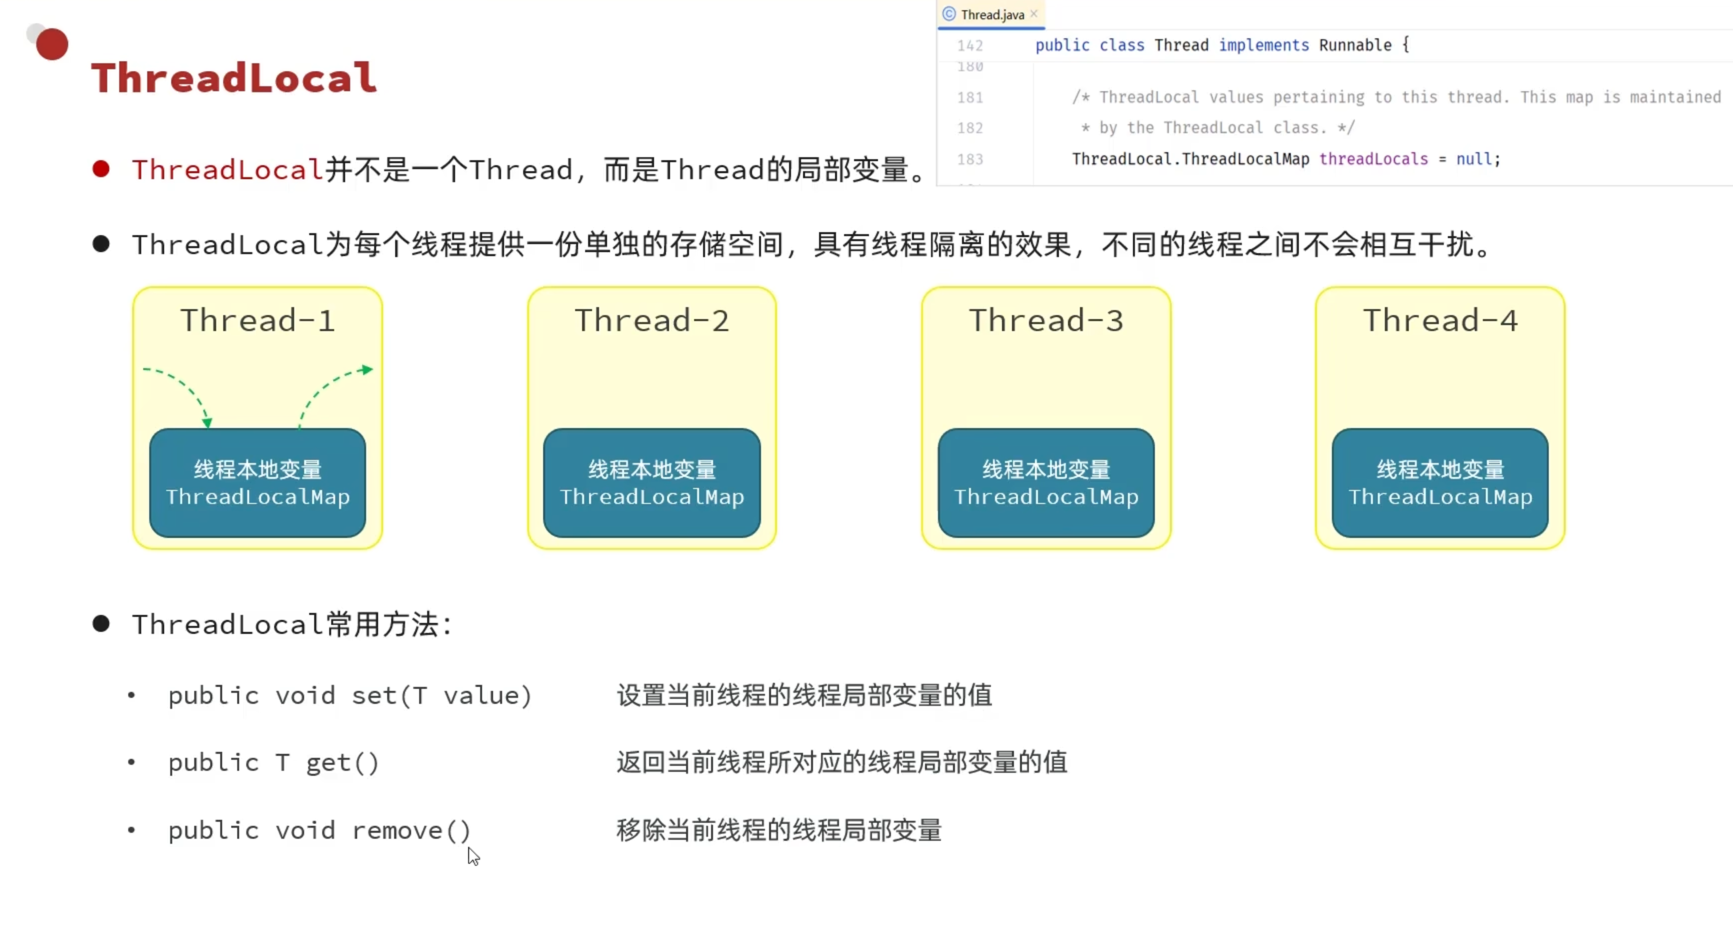 Thread.java
142 public class Thread implements Runnable {
180
181 /* ThreadLocal values pertaining to this thread. This map is maintained
182 * by the ThreadLocal class. */
183 ThreadLocal.ThreadLocalMap threadLocals = null;
ThreadLocal
ThreadLocal并不是一个Thread，而是Thread的局部变量。
ThreadLocal为每个线程提供一份单独的存储空间，具有线程隔离的效果，不同的线程之间不会相互干扰。
Thread-1
线程本地变量
ThreadLocalMap
Thread-2
线程本地变量
ThreadLocalMap
Thread-3
线程本地变量
ThreadLocalMap
Thread-4
线程本地变量
ThreadLocalMap
ThreadLocal常用方法：
public void set(T value) 设置当前线程的线程局部变量的值
public T get() 返回当前线程所对应的线程局部变量的值
public void remove() 移除当前线程的线程局部变量